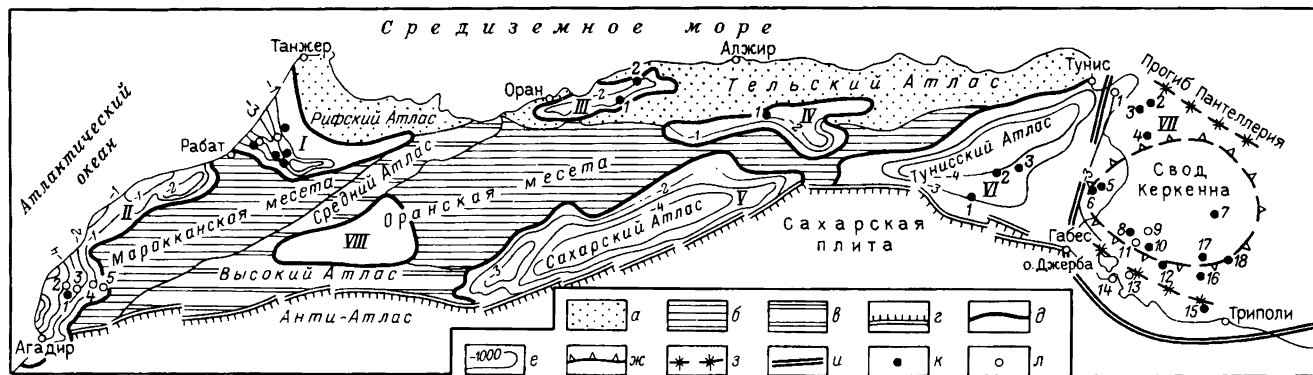 Средиземное море
Танжер
Алжир
Тунис
Прогиб Пантеллерия
Оран
Тельский Атлас
Рифский Атлас
Атлантический
океан
Рабат
I
II
III
IV
V
VI
VII
VIII
Средний Атлас
Марокканская месета
Оранская месета
Тунисский Атлас
Свод
Керкенна
Сахарский Атлас
Сахарская
плита
Высокий Атлас
Габес
о. Джерба
Анти-Атлас
Триполи
Агадир
а
б
в
г
д
-1000
е
ж
з
и
к
л